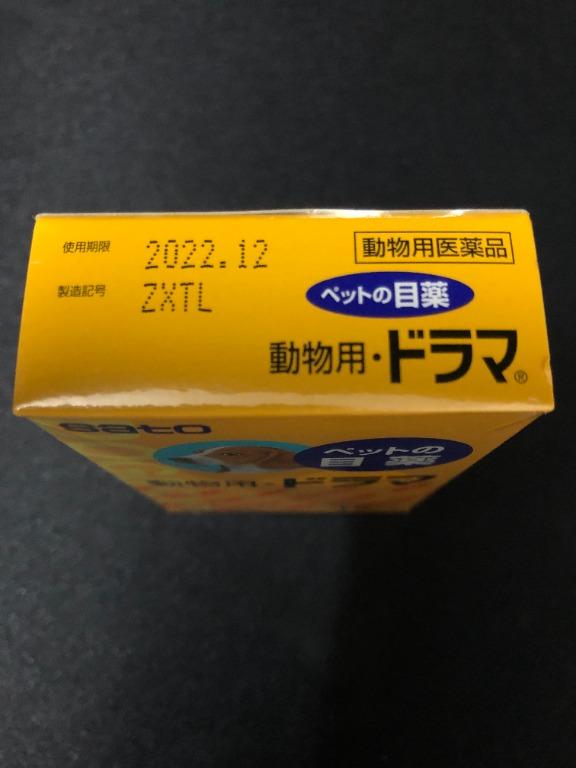 使用期限 2022.12
動物用医薬品
製造記号 ZXTL
ペットの目薬
動物用・ドラマ®
sato
ペットの
目薬
動物用・ドラマ